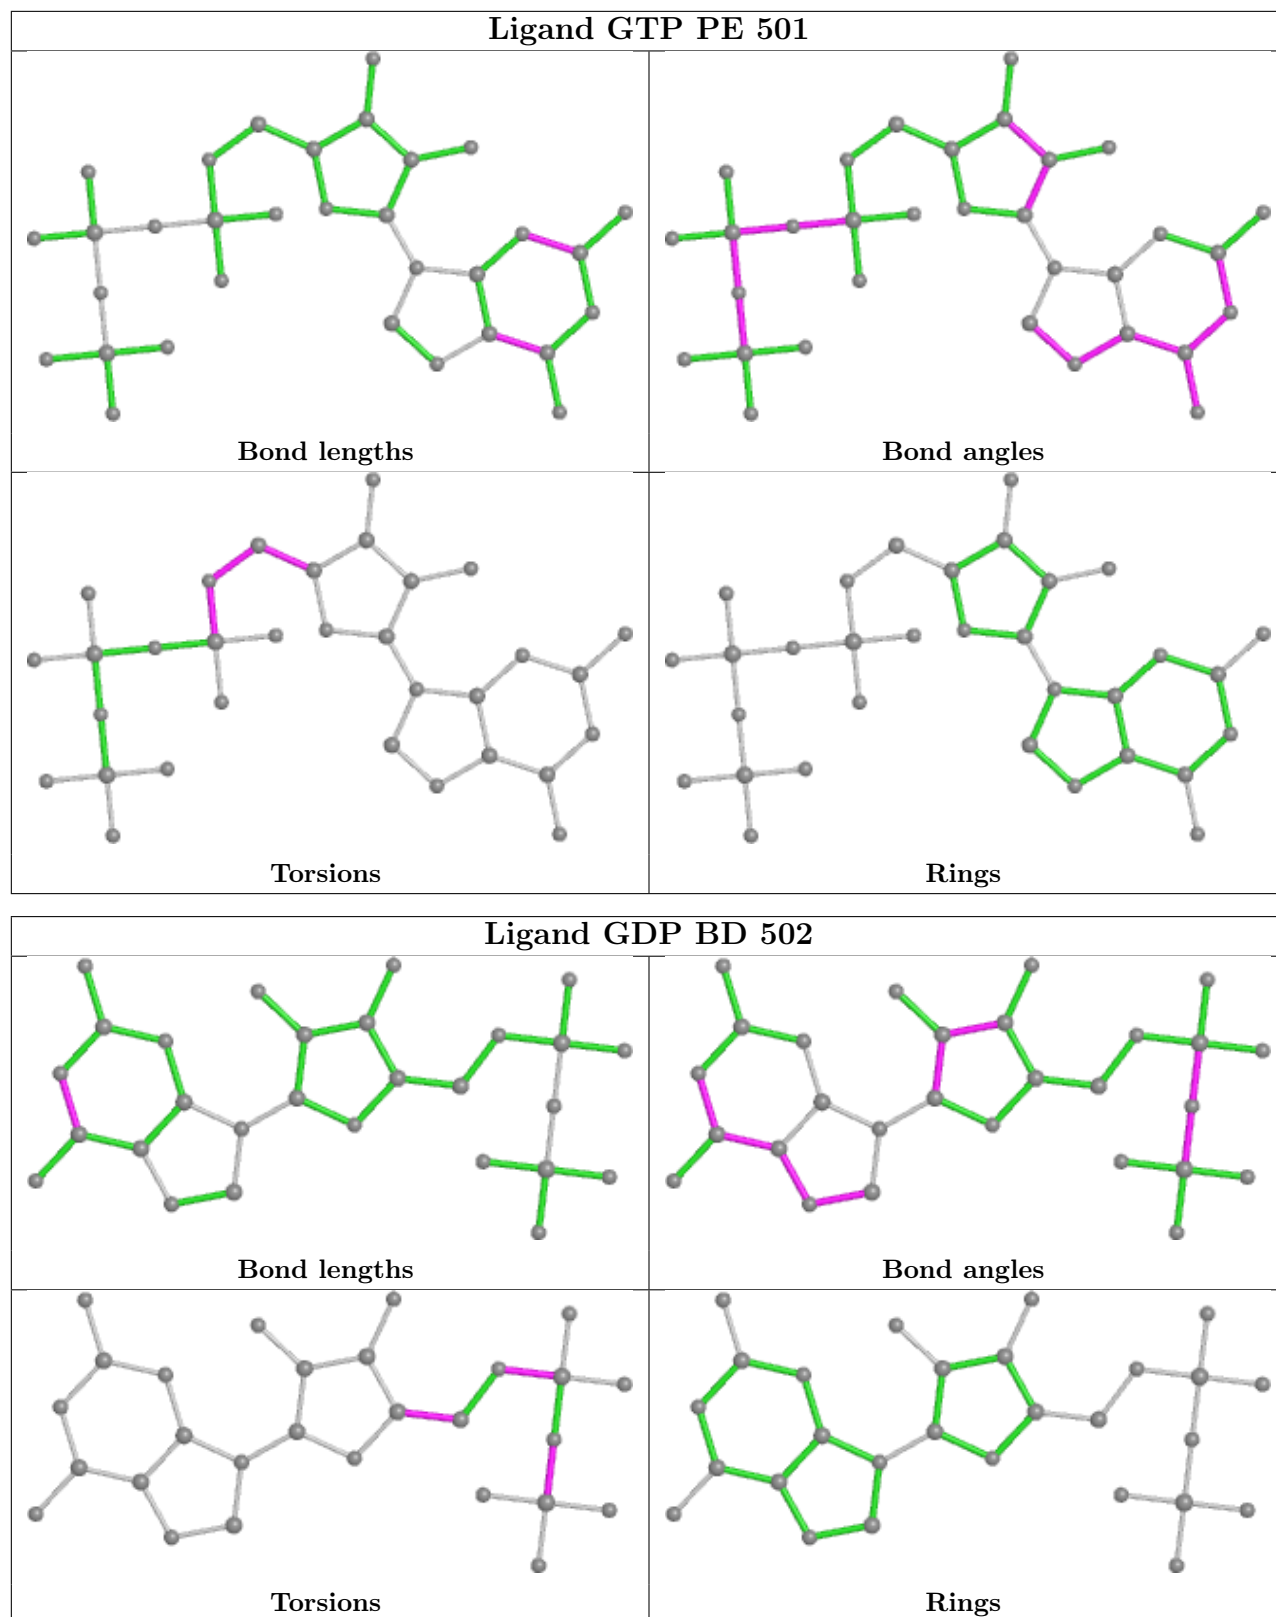 Ligand GTP PE 501
Bond lengths
Bond angles
Torsions
Rings
Ligand GDP BD 502
Bond lengths
Bond angles
Torsions
Rings